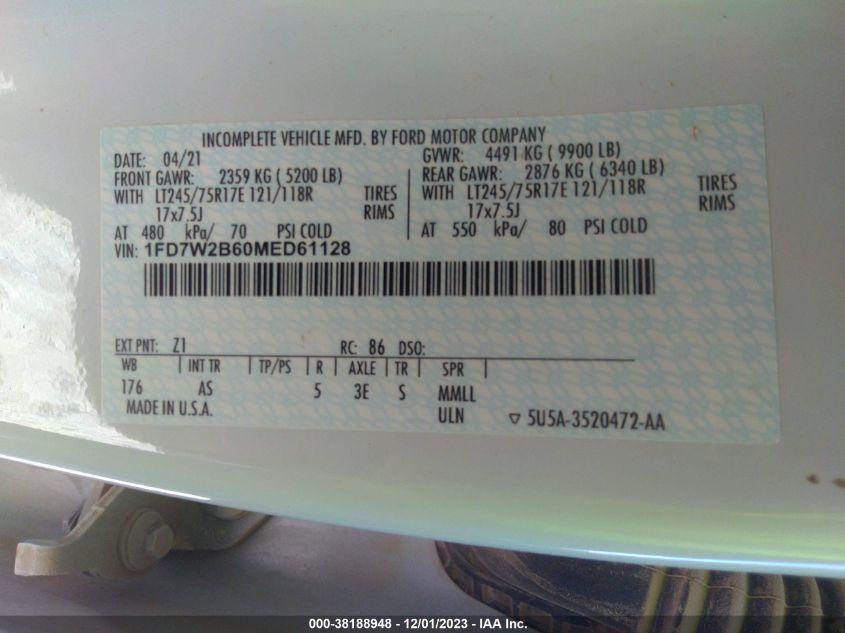 INCOMPLETE VEHICLE MFD. BY FORD MOTOR COMPANY
DATE: 04/21 GVWR: 4491 KG ( 9900 LB)
FRONT GAWR: 2359 KG ( 5200 LB) REAR GAWR: 2876 KG ( 6340 LB)
WITH LT245/75R17E 121/118R TIRES WITH LT245/75R17E 121/118R TIRES
17x7.5J RIMS 17x7.5J RIMS
AT 480 kPa/ 70 PSI COLD AT 550 kPa/ 80 PSI COLD
VIN: 1FD7W2B60MED61128
EXT PNT: Z1 RC: 86 DSO:
WB | INT TR | TP/PS | R | AXLE | TR | SPR |
176 AS 5 3E S MMLL
MADE IN U.S.A. ULN ▽ 5U5A-3520472-AA
000-38188948 - 12/01/2023 - IAA Inc.